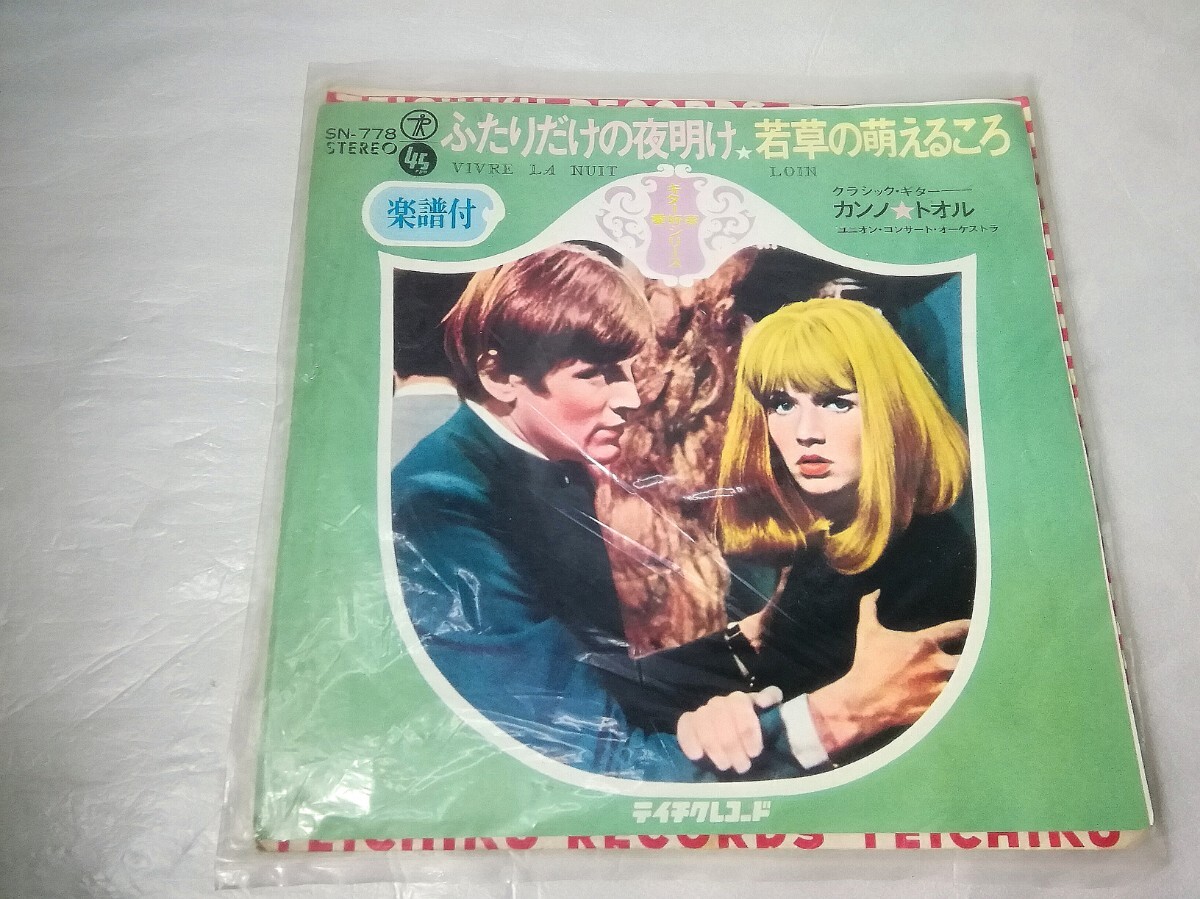 TEICHIKU RECORDS
SN-778
STEREO
45
ふたりだけの夜明け★若草の萌えるころ
VIVRE LA NUIT LOIN
楽譜付
クラシック・ギター
カンノ★トオル
ユニオン・コンサート・オーケストラ
テイチクレコード
TEICHIKU RECORDS TEICHIKU